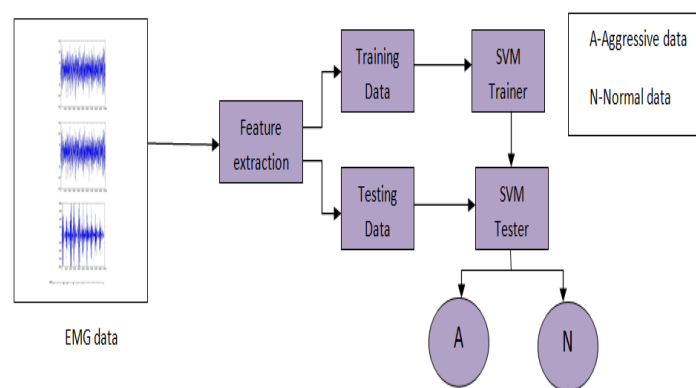 EMG data
Feature
extraction
Training
Data
SVM
Trainer
Testing
Data
SVM
Tester
A
N
A-Aggressive data
N-Normal data